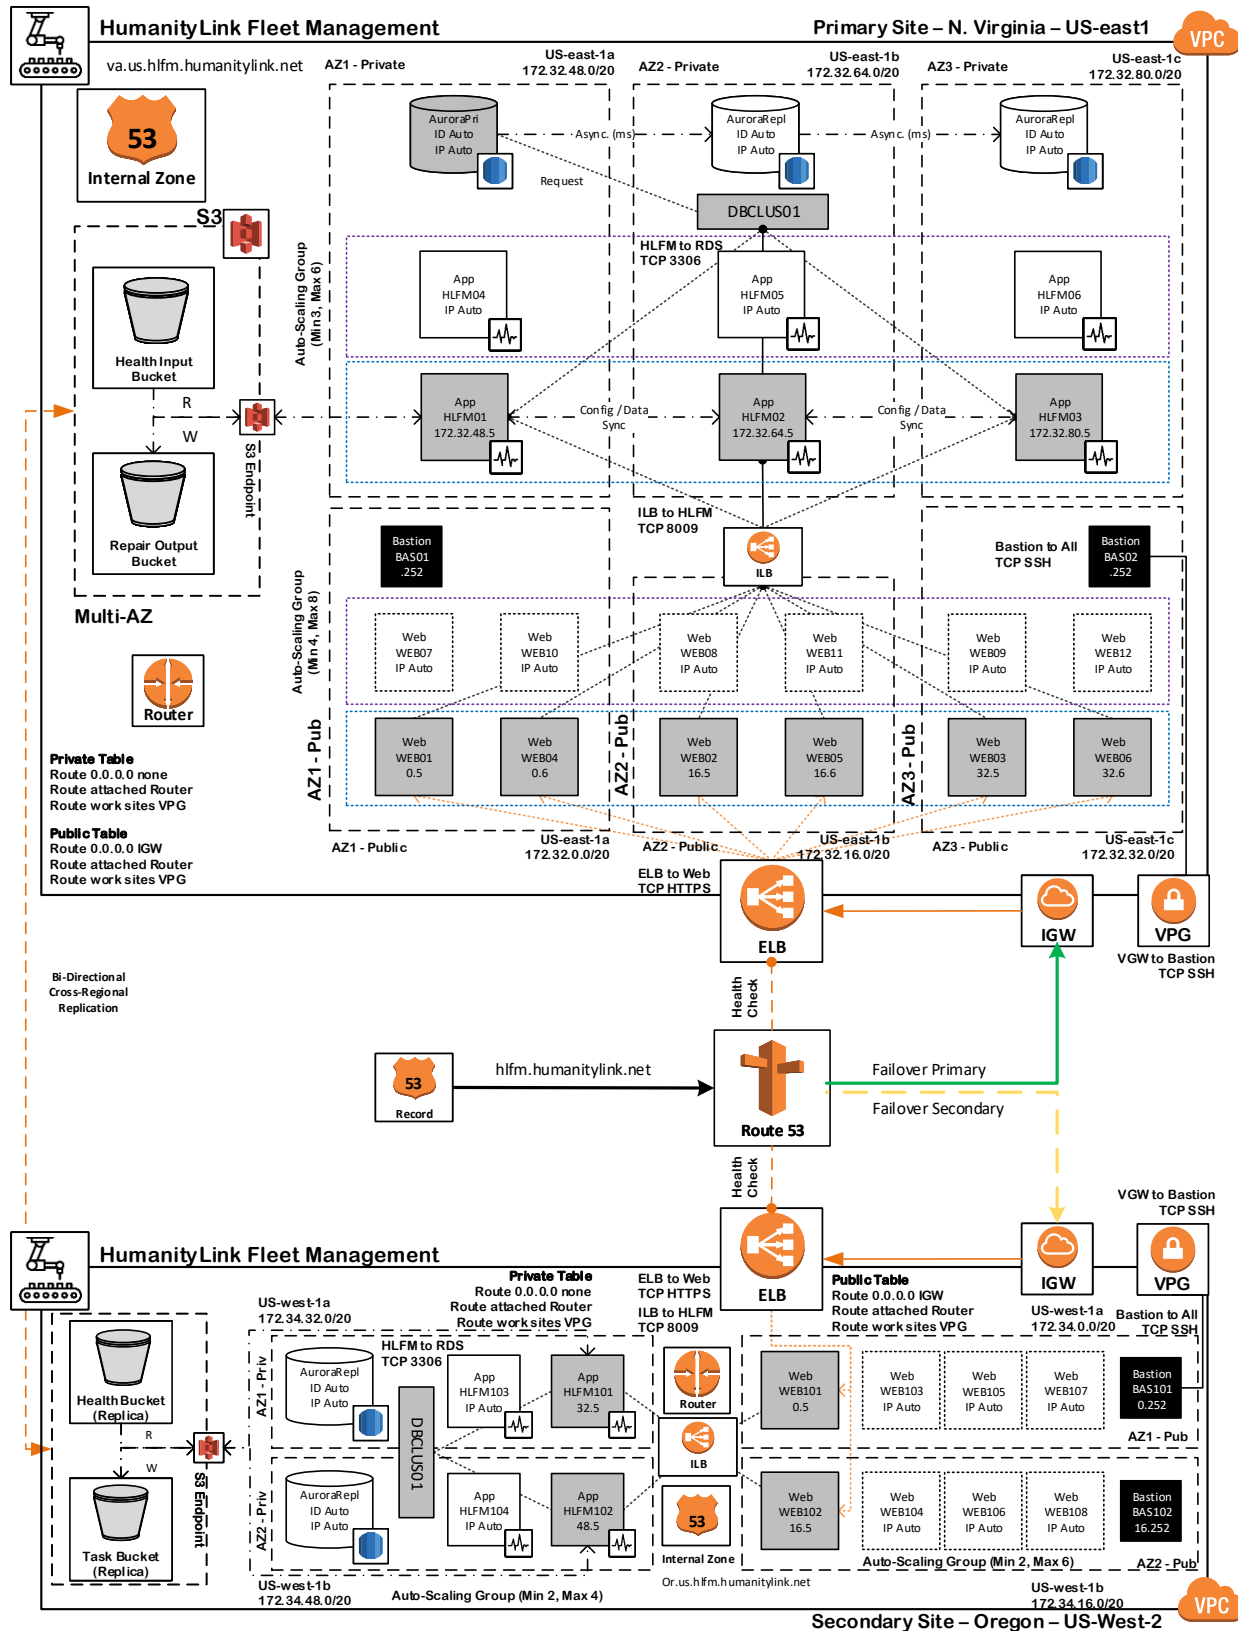 HumanityLink Fleet Management
Primary Site – N. Virginia – US-east1
VPC
va.us.hlfm.humanitylink.net
AZ1 - Private
US-east-1a
172.32.48.0/20
AZ2 - Private
US-east-1b
172.32.64.0/20
AZ3 - Private
US-east-1c
172.32.80.0/20
53
Internal Zone
AuroraPri
ID Auto
IP Auto
Async. (ms)
AuroraRepl
ID Auto
IP Auto
Async. (ms)
AuroraRepl
ID Auto
IP Auto
Request
DBCLUS01
HLFM to RDS
TCP 3306
S3
Health Input
Bucket
R
W
Repair Output
Bucket
S3 Endpoint
Multi-AZ
Auto-Scaling Group
(Min3, Max 6)
App
HLFM04
IP Auto
App
HLFM05
IP Auto
App
HLFM06
IP Auto
App
HLFM01
172.32.48.5
Config / Data
Sync
App
HLFM02
172.32.64.5
Config / Data
Sync
App
HLFM03
172.32.80.5
ILB to HLFM
TCP 8009
ILB
Bastion
BAS01
.252
Bastion to All
TCP SSH
Bastion
BAS02
.252
Auto-Scaling Group
(Min 4, Max 8)
Web
WEB07
IP Auto
Web
WEB10
IP Auto
Web
WEB08
IP Auto
Web
WEB11
IP Auto
Web
WEB09
IP Auto
Web
WEB12
IP Auto
Router
AZ1 - Pub
Web
WEB01
0.5
Web
WEB04
0.6
AZ2 - Pub
Web
WEB02
16.5
Web
WEB05
16.6
AZ3 - Pub
Web
WEB03
32.5
Web
WEB06
32.6
Private Table
Route 0.0.0.0 none
Route attached Router
Route work sites VPG
Public Table
Route 0.0.0.0 IGW
Route attached Router
Route work sites VPG
AZ1 - Public
US-east-1a
172.32.0.0/20
AZ2 - Public
US-east-1b
172.32.16.0/20
AZ3 - Public
US-east-1c
172.32.32.0/20
ELB to Web
TCP HTTPS
ELB
IGW
VPG
VGW to Bastion
TCP SSH
Bi-Directional
Cross-Regional
Replication
Health
Check
53
Record
hlfm.humanitylink.net
Route 53
Failover Primary
Failover Secondary
Health
Check
VGW to Bastion
TCP SSH
HumanityLink Fleet Management
ELB
IGW
VPG
Private Table
Route 0.0.0.0 none
Route attached Router
Route work sites VPG
ELB to Web
TCP HTTPS
ILB to HLFM
TCP 8009
Public Table
Route 0.0.0.0 IGW
Route attached Router
Route work sites VPG
US-west-1a
172.34.0.0/20
Bastion to All
TCP SSH
US-west-1a
172.34.32.0/20
Health Bucket
(Replica)
R
W
Task Bucket
(Replica)
S3 Endpoint
AZ1 - Priv
AuroraRepl
ID Auto
IP Auto
HLFM to RDS
TCP 3306
DBCLUS01
App
HLFM103
IP Auto
App
HLFM101
32.5
Router
ILB
Web
WEB101
0.5
Web
WEB103
IP Auto
Web
WEB105
IP Auto
Web
WEB107
IP Auto
Bastion
BAS101
0.252
AZ1 - Pub
AZ2 - Priv
AuroraRepl
ID Auto
IP Auto
App
HLFM104
IP Auto
App
HLFM102
48.5
53
Internal Zone
Web
WEB102
16.5
Web
WEB104
IP Auto
Web
WEB106
IP Auto
Web
WEB108
IP Auto
Bastion
BAS102
16.252
Auto-Scaling Group (Min 2, Max 6)
AZ2 - Pub
US-west-1b
172.34.48.0/20
Auto-Scaling Group (Min 2, Max 4)
Or.us.hlfm.humanitylink.net
US-west-1b
172.34.16.0/20
VPC
Secondary Site – Oregon – US-West-2